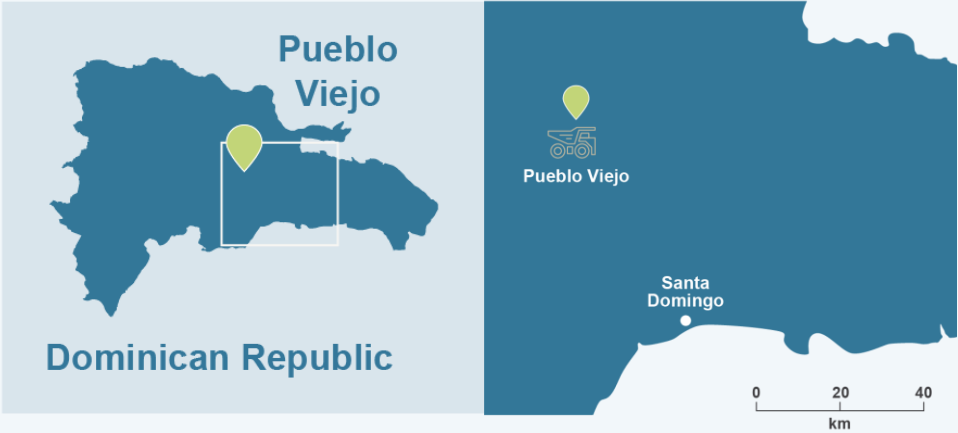 Pueblo
Viejo
Dominican Republic
Pueblo Viejo
Santa
Domingo
0 20 40
km